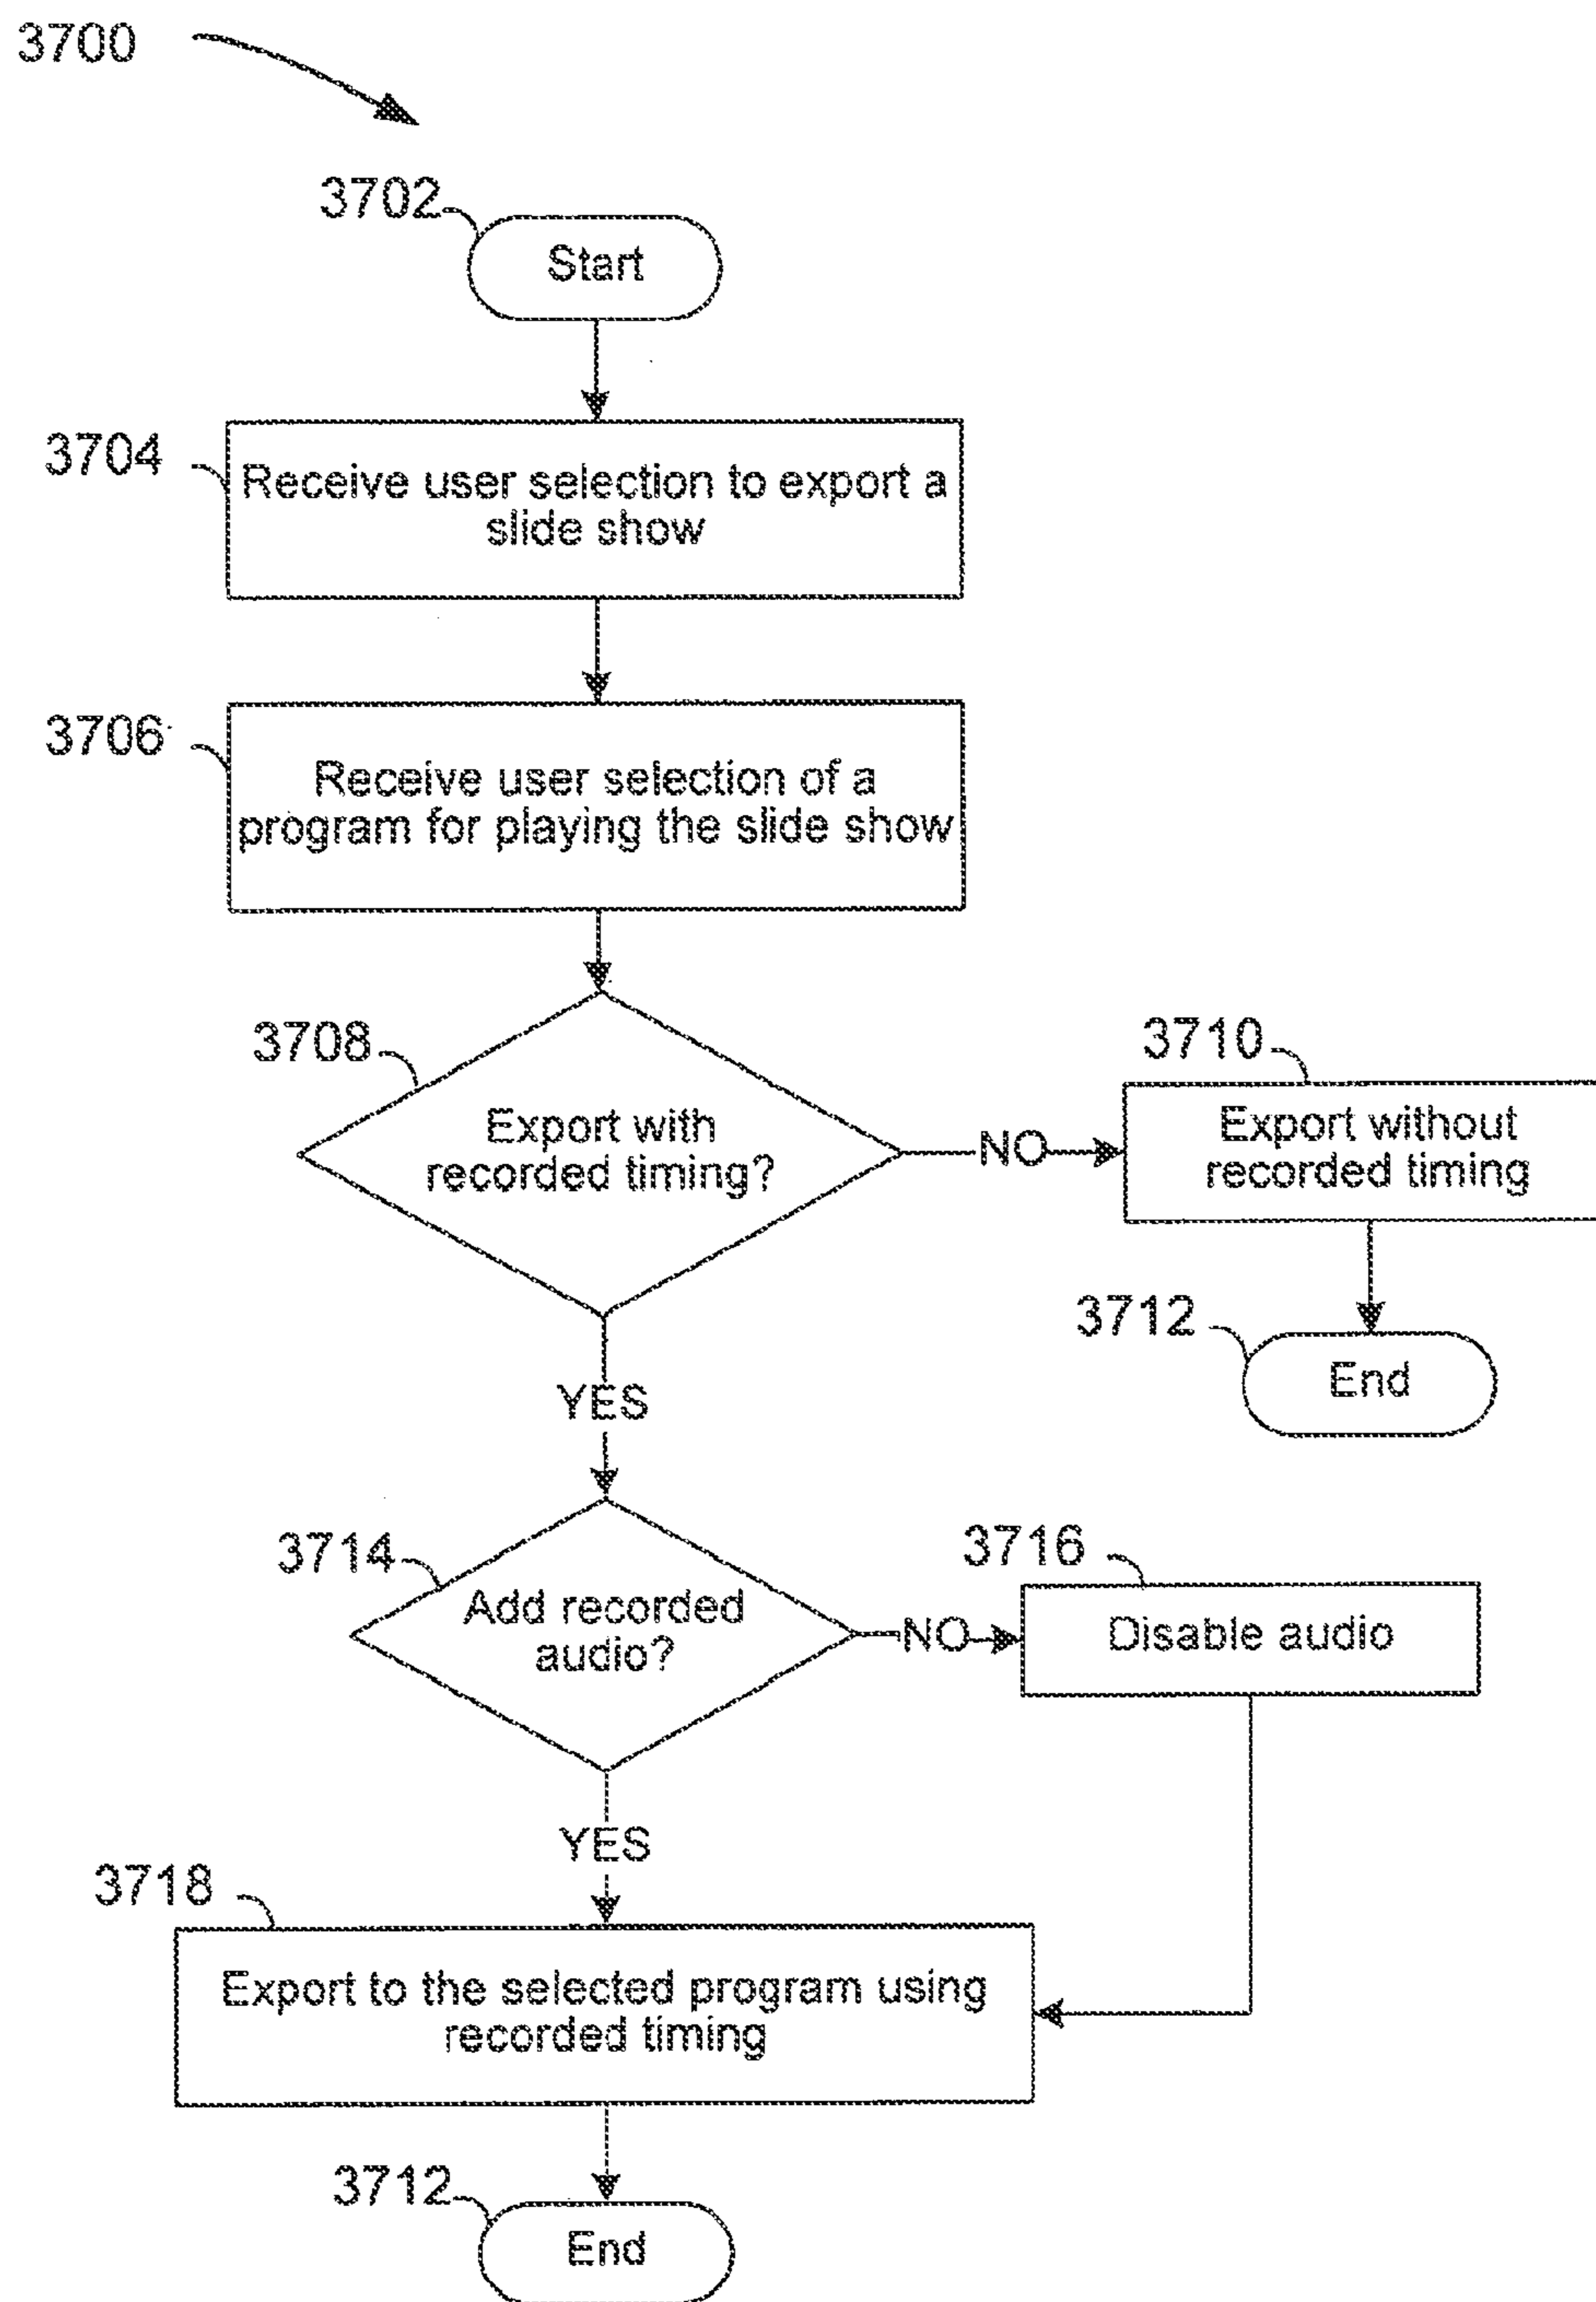 3700
3702
Start
3704
Receive user selection to export a
slide show
3706
Receive user selection of a
program for playing the slide show
3708
Export with
recorded timing?
NO
3710
Export without
recorded timing
3712
End
YES
3714
Add recorded
audio?
NO
3716
Disable audio
YES
3718
Export to the selected program using
recorded timing
3712
End